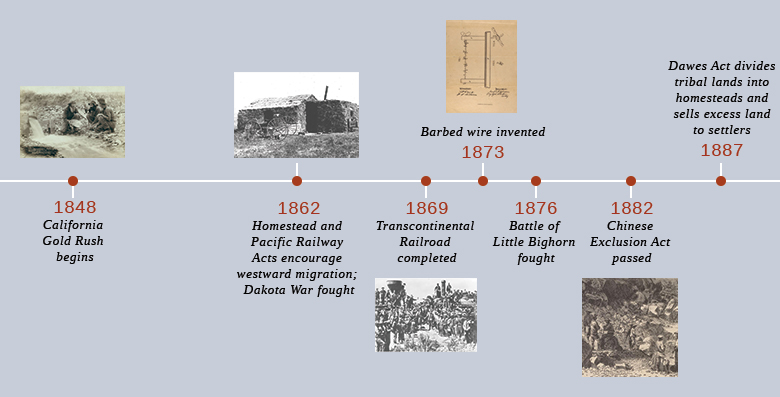 1848
California
Gold Rush
begins
1862
Homestead and
Pacific Railway
Acts encourage
westward migration;
Dakota War fought
1869
Transcontinental
Railroad
completed
Barbed wire invented
1873
1876
Battle of
Little Bighorn
fought
1882
Chinese
Exclusion Act
passed
Dawes Act divides
tribal lands into
homesteads and
sells excess land
to settlers
1887